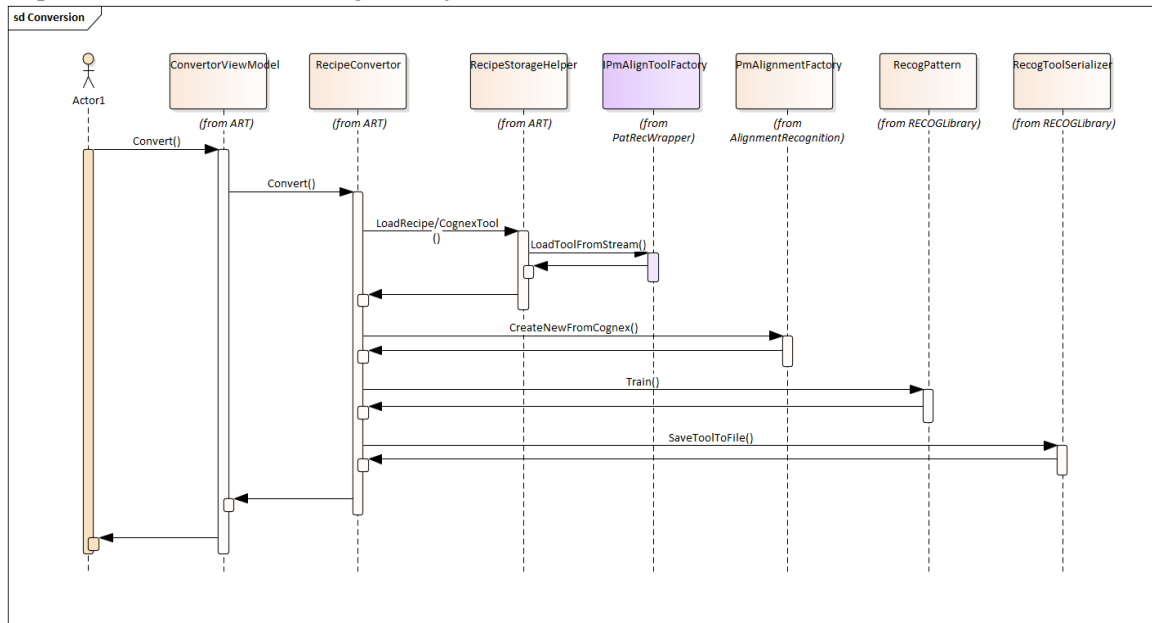 sd Conversion
ConvertorViewModel
RecipeConvertor
RecipeStorageHelper
IPmAlignToolFactory
PmAlignmentFactory
RecogPattern
RecogToolSerializer
Actor1
(from ART)
(from ART)
(from ART)
(from
PatRecWrapper)
(from
AlignmentRecognition)
(from RECOGLibrary)
(from RECOGLibrary)
Convert()
Convert()
LoadRecipe/CognexTool
()
LoadToolFromStream()
CreateNewFromCognex()
Train()
SaveToolToFile()